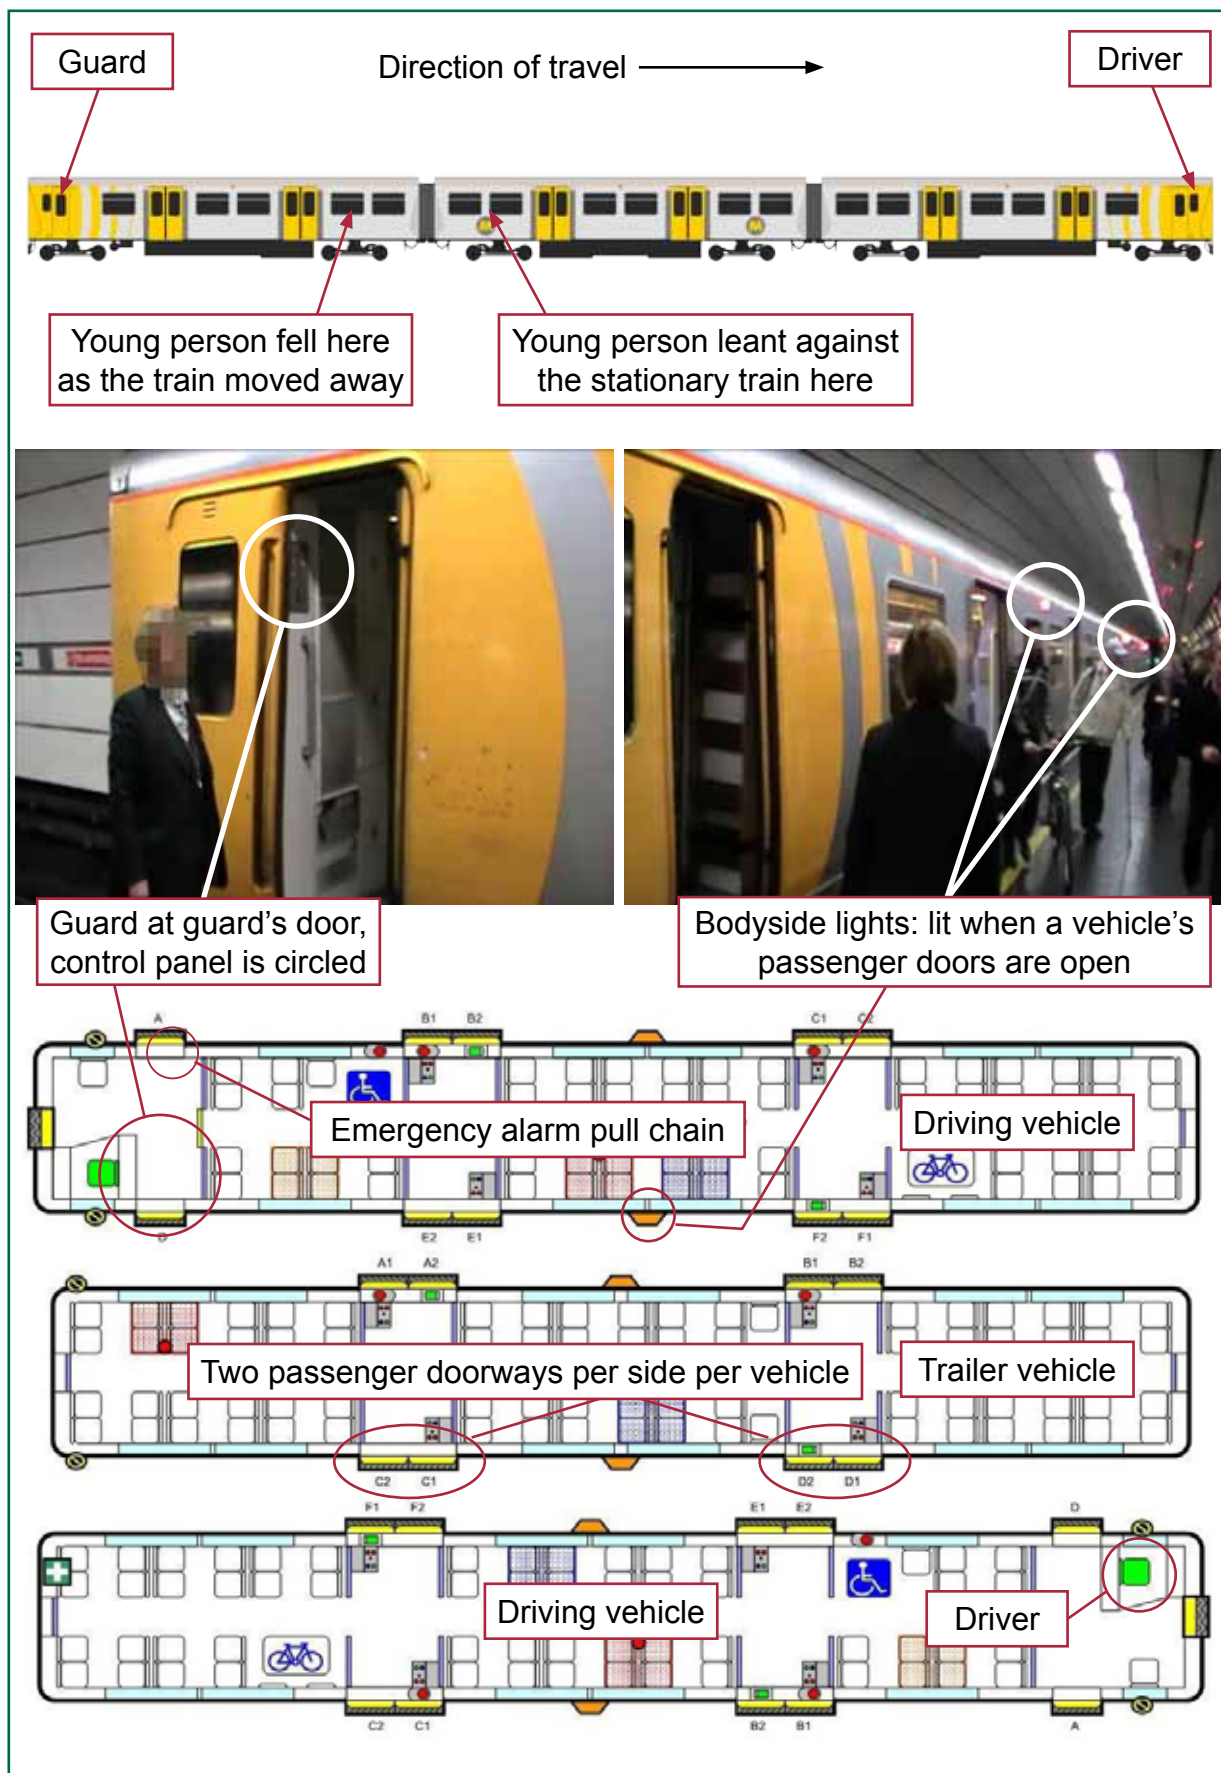 Guard
Direction of travel
Driver
Young person fell here
as the train moved away
Young person leant against
the stationary train here
Guard at guard's door,
control panel is circled
Bodyside lights: lit when a vehicle's
passenger doors are open
A
B1 B2
C1 C2
Emergency alarm pull chain
Driving vehicle
D
E2 E1
F2 F1
A1 A2
B1 B2
Two passenger doorways per side per vehicle
Trailer vehicle
C2 C1
D2 D1
F1 F2
E1 E2
D
Driving vehicle
Driver
C2 C1
B2 B1
A